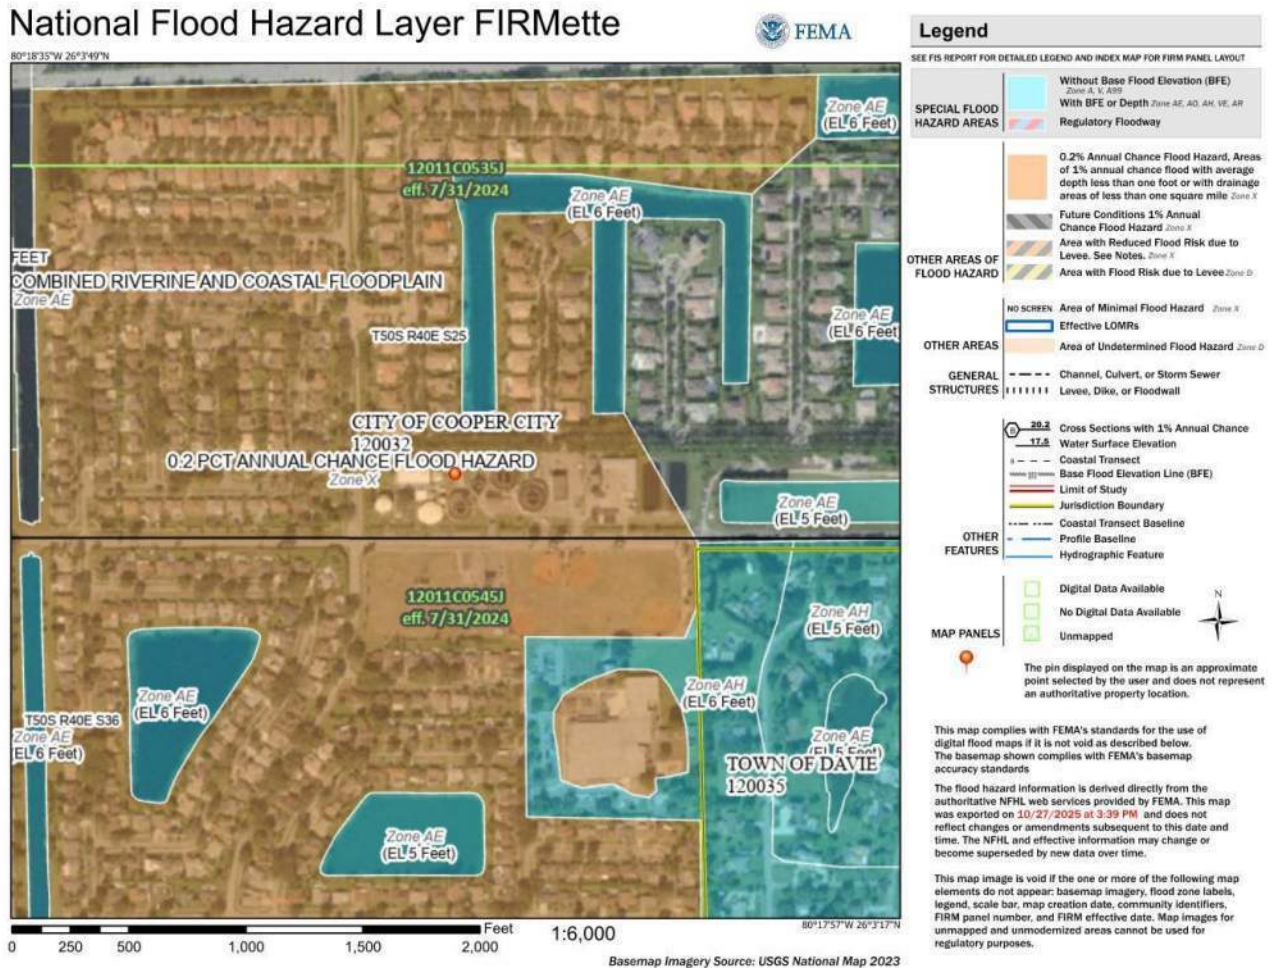 National Flood Hazard Layer FIRMette
FEMA
80°18'35"W 26°3'49"N
Zone AE
(EL 6 Feet)
12011C0535J
eff. 7/31/2024
Zone AE
(EL 6 Feet)
FEET
COMBINED RIVERINE AND COASTAL FLOODPLAIN
Zone AE
Zone AE
(EL 6 Feet)
T50S R40E S25
CITY OF COOPER CITY
120032
0.2 PCT ANNUAL CHANCE FLOOD HAZARD
Zone X
Zone AE
(EL 5 Feet)
12011C0545J
eff. 7/31/2024
Zone AH
(EL 5 Feet)
Zone AE
(EL 6 Feet)
Zone AH
(EL 6 Feet)
T50S R40E S36
Zone AE
(EL 6 Feet)
Zone AE
(EL 5 Feet)
TOWN OF DAVIE
120035
Zone AE
(EL 5 Feet)
80°17'57"W 26°3'17"N
Feet
1:6,000
0 250 500 1,000 1,500 2,000
Basemap Imagery Source: USGS National Map 2023
Legend
SEE FIS REPORT FOR DETAILED LEGEND AND INDEX MAP FOR FIRM PANEL LAYOUT
SPECIAL FLOOD
HAZARD AREAS
Without Base Flood Elevation (BFE)
Zone A, V, A99
With BFE or Depth Zone AE, AO, AH, VE, AR
Regulatory Floodway
0.2% Annual Chance Flood Hazard, Areas
of 1% annual chance flood with average
depth less than one foot or with drainage
areas of less than one square mile Zone X
Future Conditions 1% Annual
Chance Flood Hazard Zone X
Area with Reduced Flood Risk due to
Levee. See Notes. Zone X
Area with Flood Risk due to Levee Zone D
OTHER AREAS OF
FLOOD HAZARD
NO SCREEN Area of Minimal Flood Hazard Zone X
Effective LOMRs
OTHER AREAS
Area of Undetermined Flood Hazard Zone D
GENERAL
STRUCTURES
Channel, Culvert, or Storm Sewer
Levee, Dike, or Floodwall
B 20.2 Cross Sections with 1% Annual Chance
17.5 Water Surface Elevation
8 Coastal Transect
513 Base Flood Elevation Line (BFE)
Limit of Study
Jurisdiction Boundary
Coastal Transect Baseline
OTHER
FEATURES
Profile Baseline
Hydrographic Feature
Digital Data Available
No Digital Data Available
Unmapped
MAP PANELS
N
The pin displayed on the map is an approximate
point selected by the user and does not represent
an authoritative property location.
This map complies with FEMA's standards for the use of
digital flood maps if it is not void as described below.
The basemap shown complies with FEMA's basemap
accuracy standards
The flood hazard information is derived directly from the
authoritative NFHL web services provided by FEMA. This map
was exported on 10/27/2025 at 3:39 PM and does not
reflect changes or amendments subsequent to this date and
time. The NFHL and effective information may change or
become superseded by new data over time.
This map image is void if the one or more of the following map
elements do not appear: basemap imagery, flood zone labels,
legend, scale bar, map creation date, community identifiers,
FIRM panel number, and FIRM effective date. Map images for
unmapped and unmodernized areas cannot be used for
regulatory purposes.